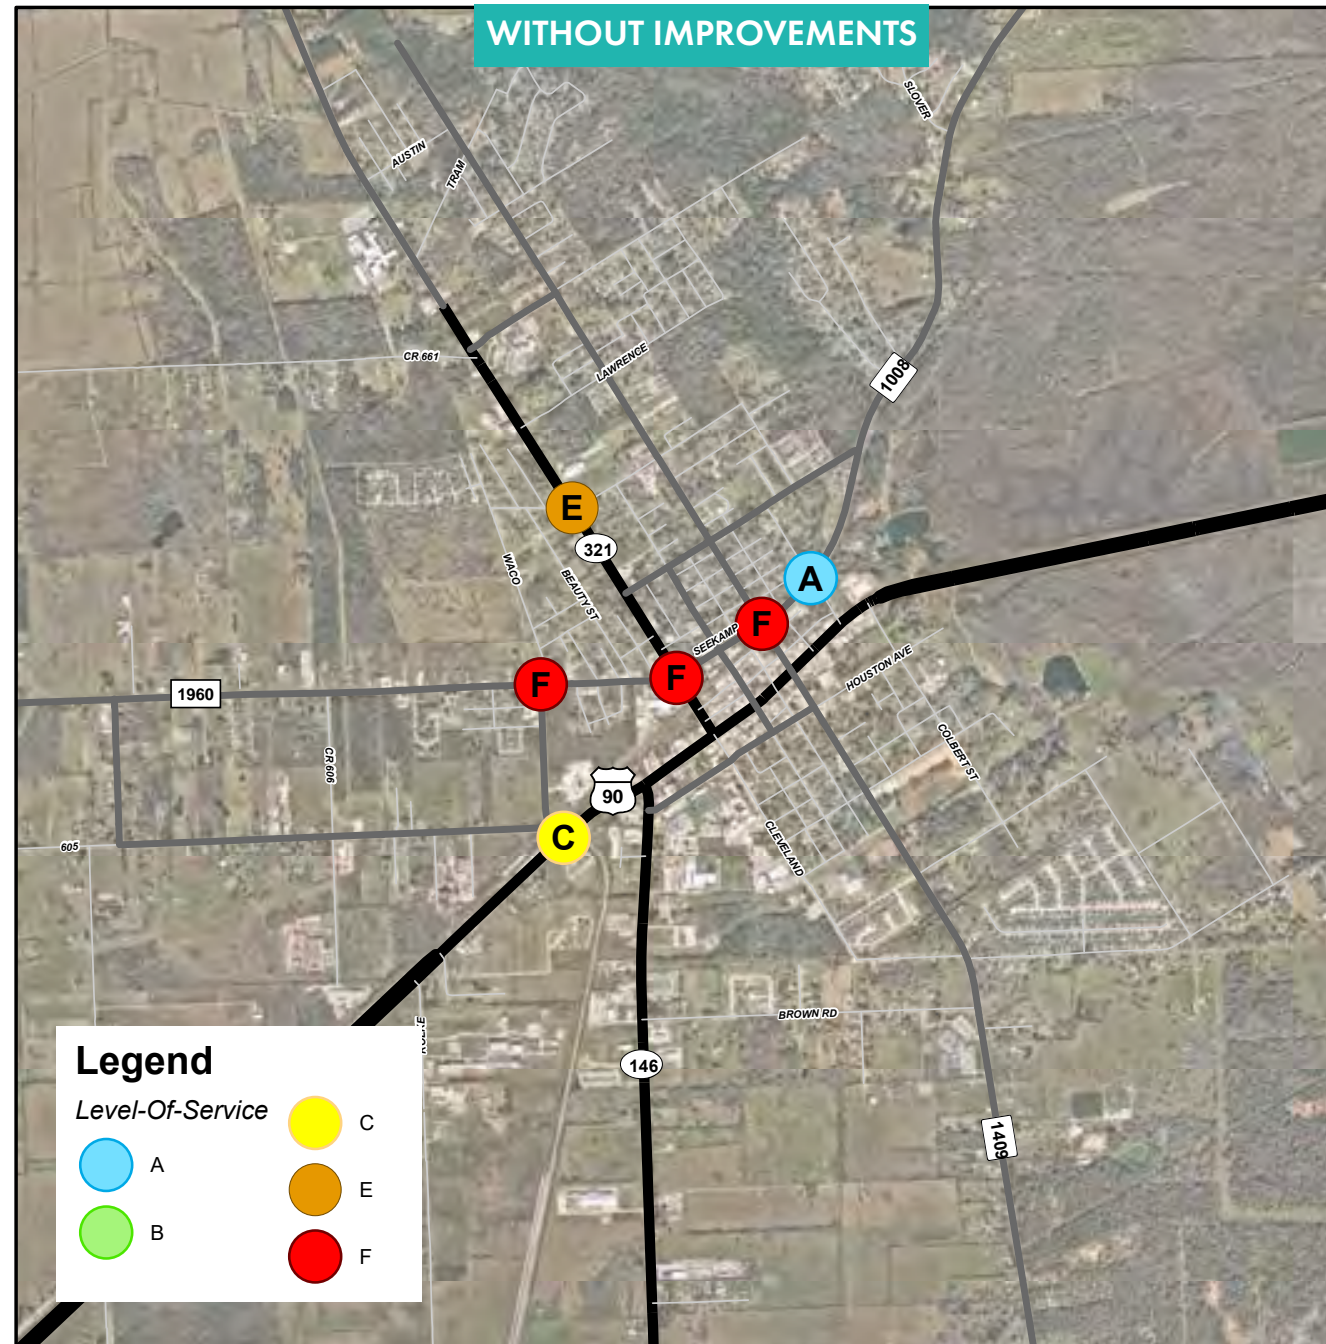 WITHOUT IMPROVEMENTS
SLOVER
AUSTIN
TRAM
CR 661
LAWRENCE
1008
E
321
WACO
BEAUTY ST
A
F
SEEKAMP
F
F
HOUSTON AVE
1960
COLBERT ST
CR 606
90
C
CLEVELAND
605
BROWN RD
146
1409
Legend
Level-Of-Service
A
B
C
E
F